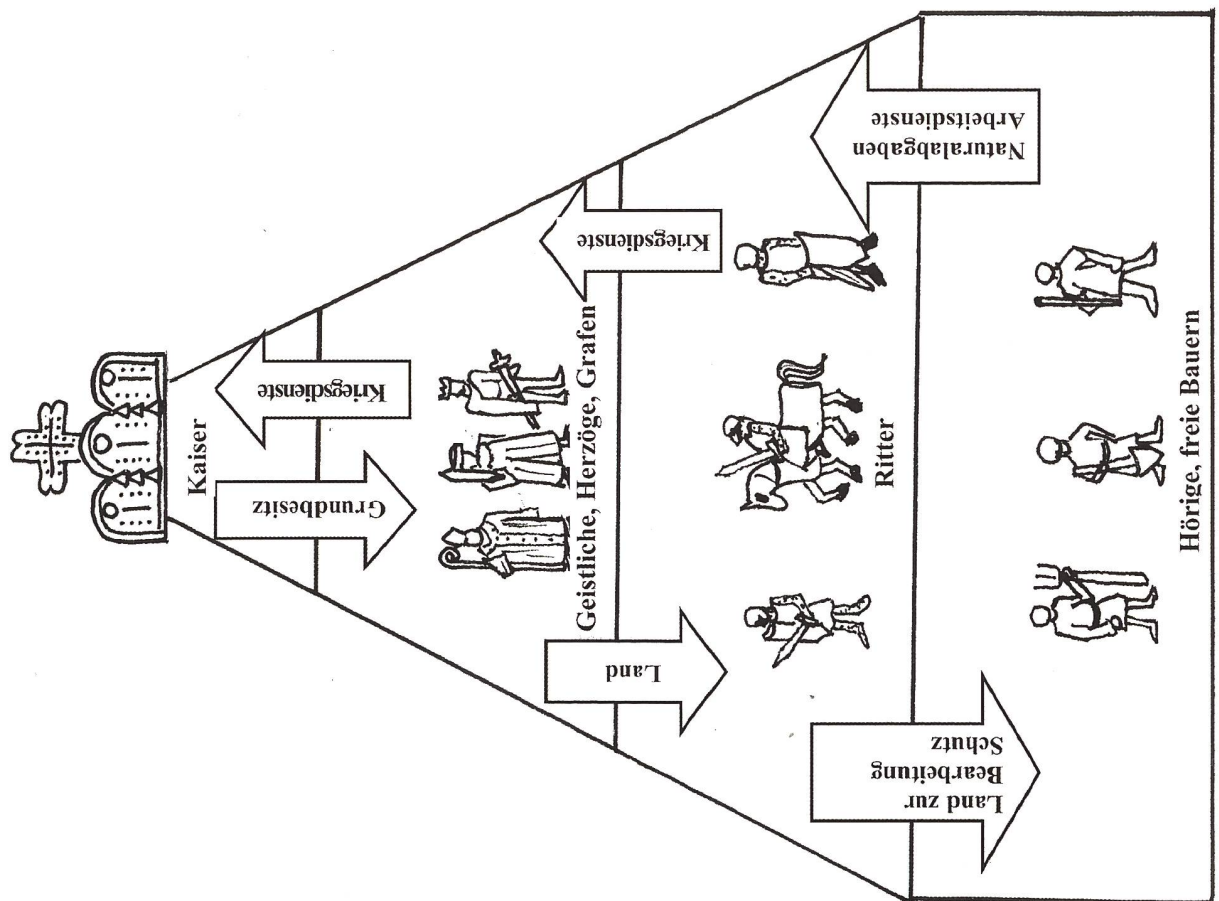 Kaiser
Grundbesitz
Kriegsdienste
Geistliche, Herzöge, Grafen
Land
Kriegsdienste
Ritter
Land zur
Bearbeitung
Schutz
Naturalabgaben
Arbeitsdienste
Hörige, freie Bauern